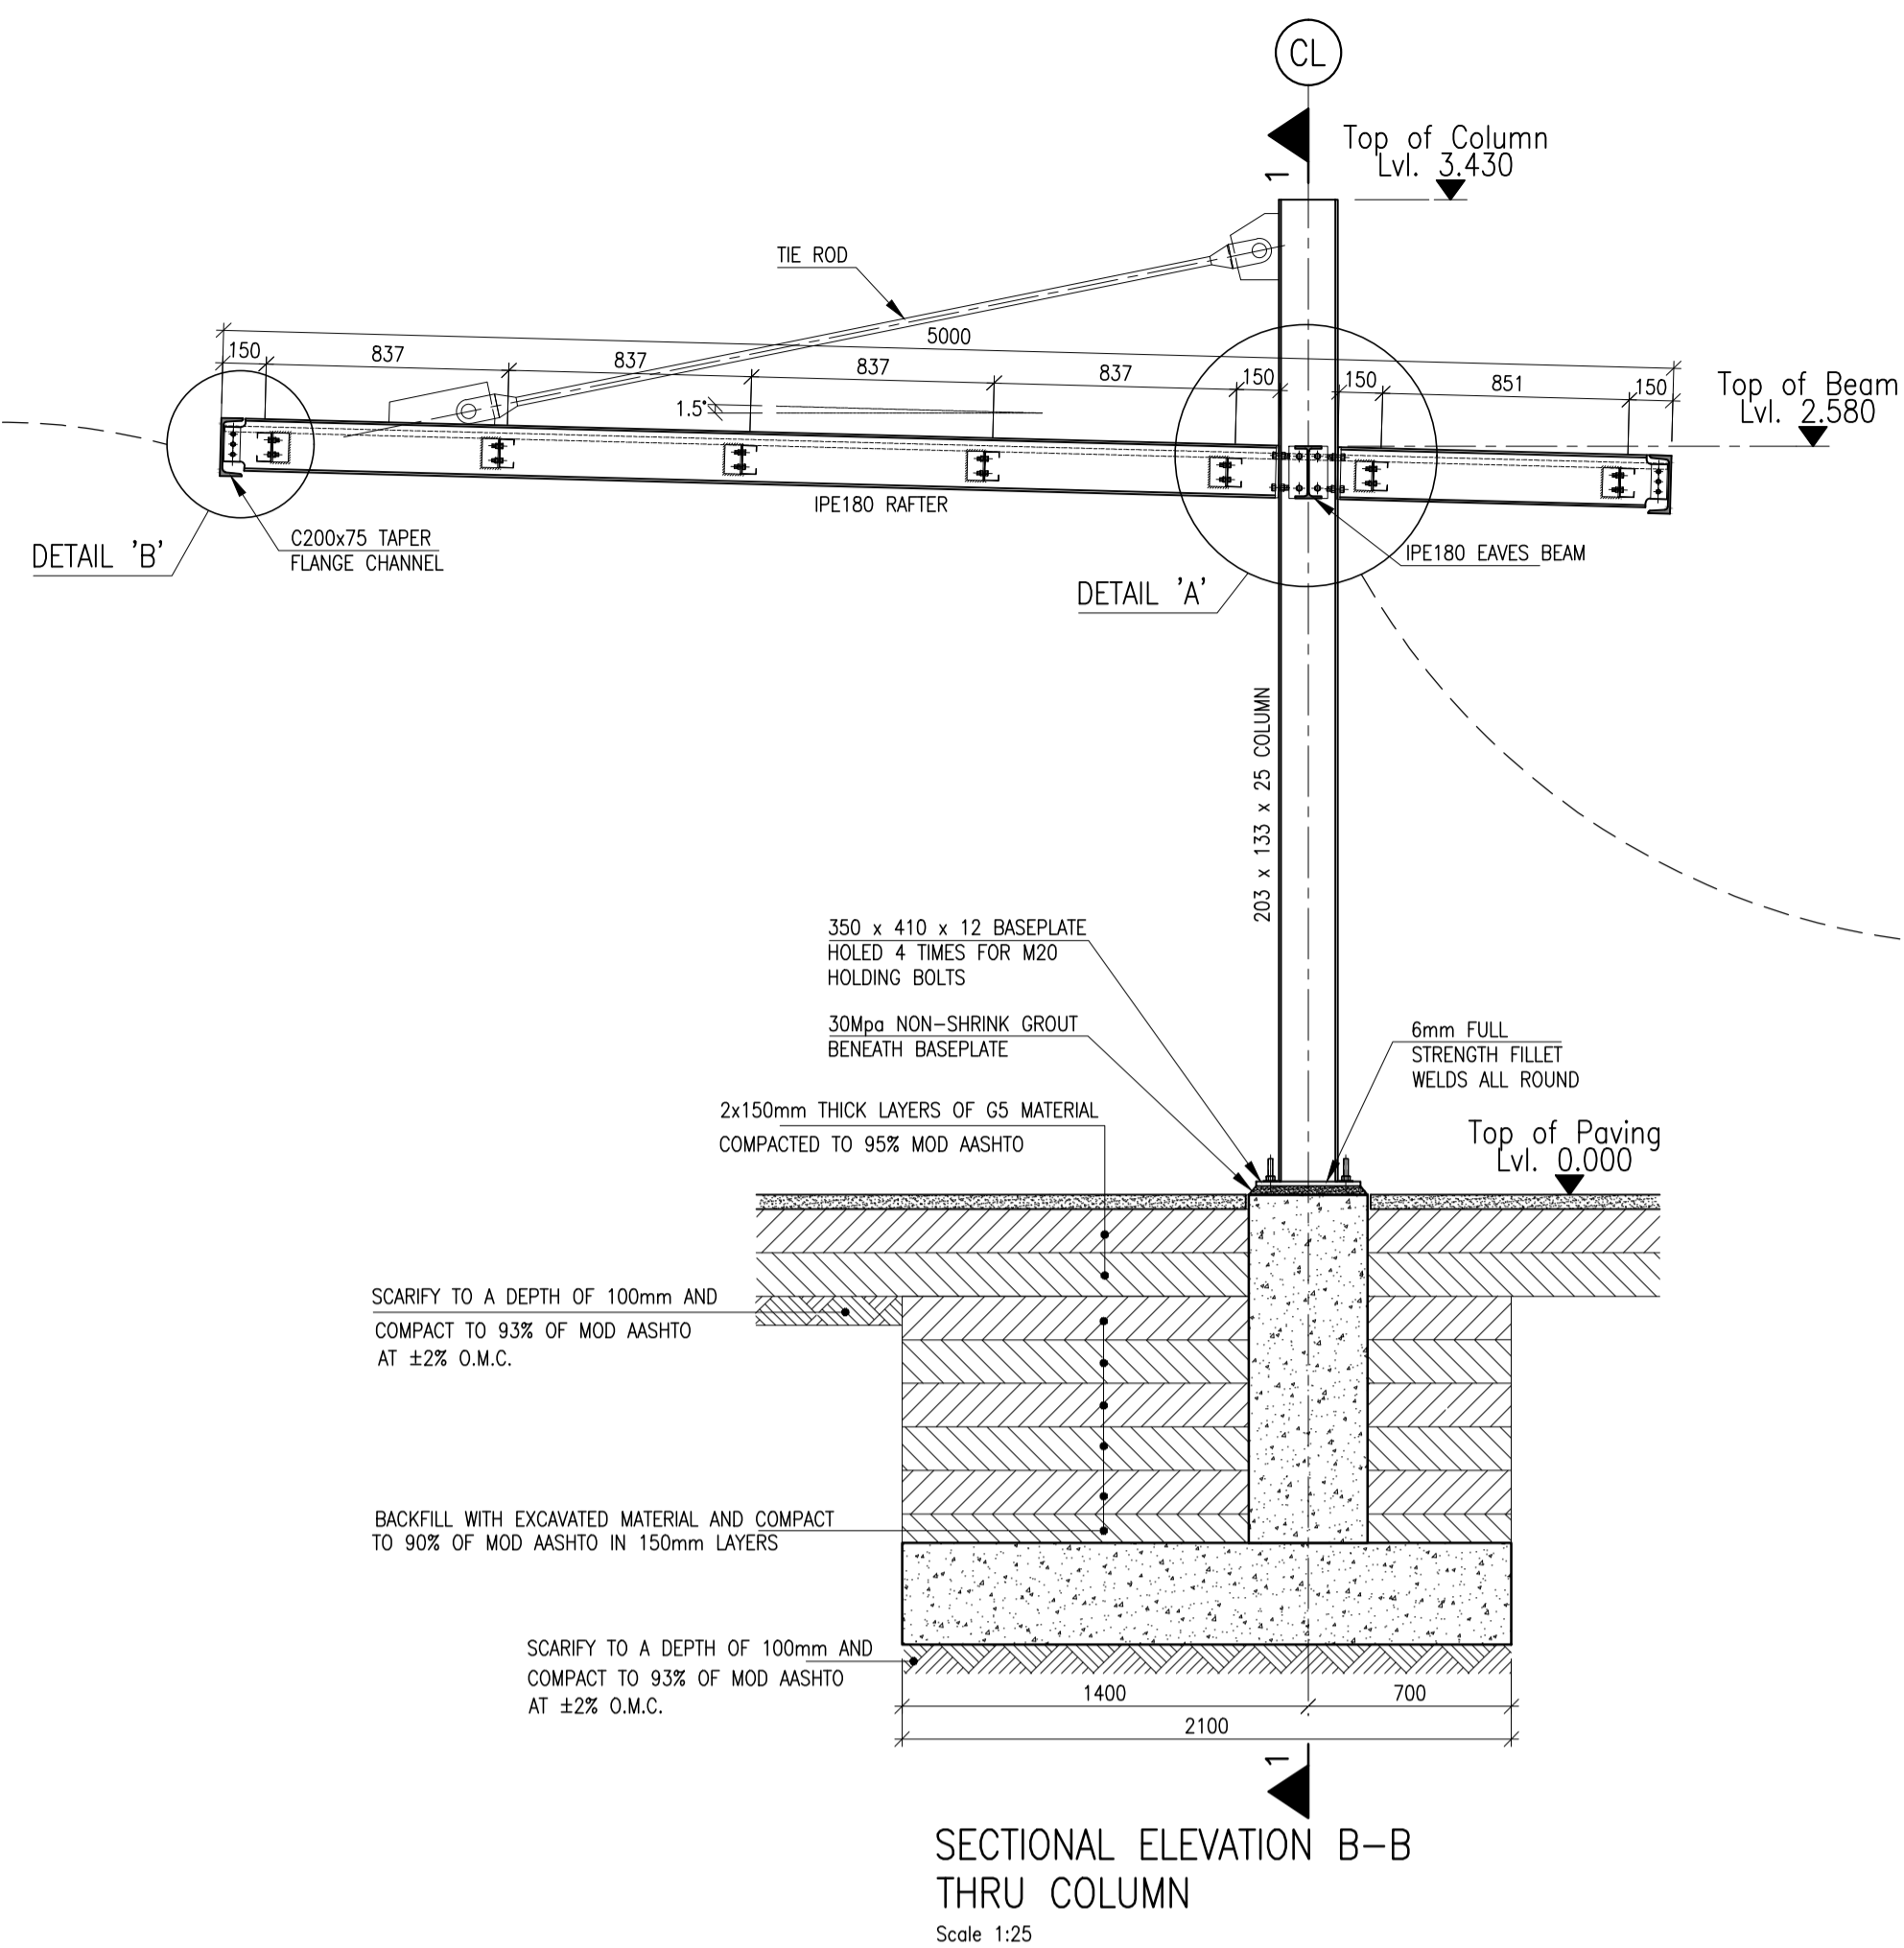 CL
1
Top of Column
Lvl. 3.430
TIE ROD
5000
150
837
837
837
837
150
150
851
150
1.5°
Top of Beam
Lvl. 2.580
IPE180 RAFTER
C200x75 TAPER
FLANGE CHANNEL
DETAIL 'B'
IPE180 EAVES BEAM
DETAIL 'A'
203 x 133 x 25 COLUMN
350 x 410 x 12 BASEPLATE
HOLED 4 TIMES FOR M20
HOLDING BOLTS
30Mpa NON-SHRINK GROUT
BENEATH BASEPLATE
6mm FULL
STRENGTH FILLET
WELDS ALL ROUND
2x150mm THICK LAYERS OF G5 MATERIAL
COMPACTED TO 95% MOD AASHTO
Top of Paving
Lvl. 0.000
SCARIFY TO A DEPTH OF 100mm AND
COMPACT TO 93% OF MOD AASHTO
AT ±2% O.M.C.
BACKFILL WITH EXCAVATED MATERIAL AND COMPACT
TO 90% OF MOD AASHTO IN 150mm LAYERS
SCARIFY TO A DEPTH OF 100mm AND
COMPACT TO 93% OF MOD AASHTO
AT ±2% O.M.C.
1400
700
2100
1
SECTIONAL ELEVATION B-B
THRU COLUMN
Scale 1:25